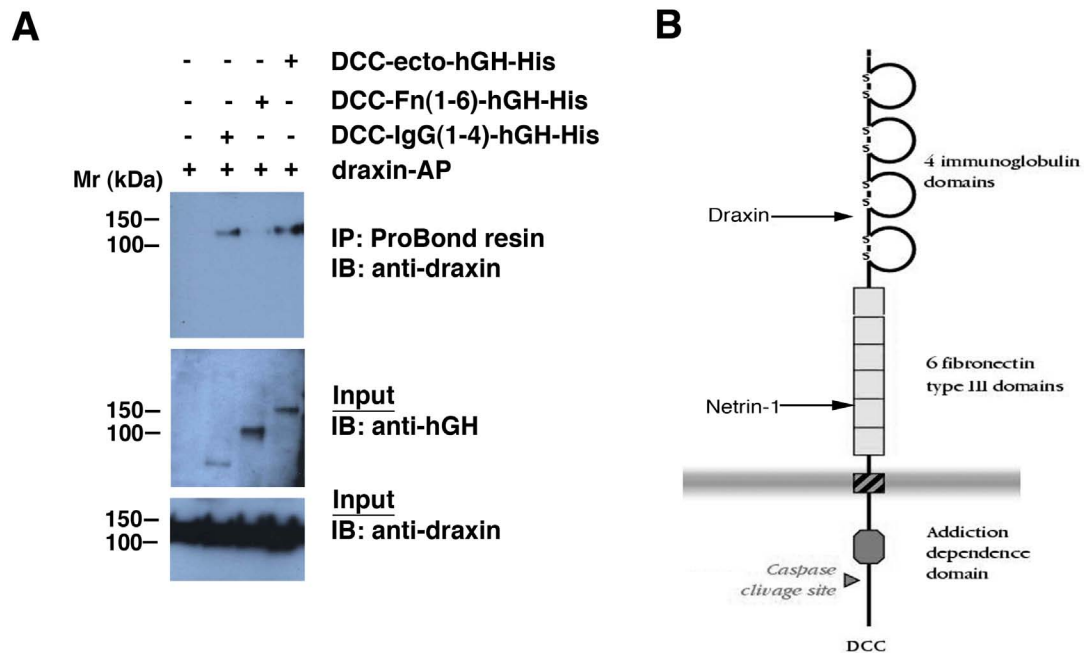 A
- - - + DCC-ecto-hGH-His
- - + - DCC-Fn(1-6)-hGH-His
- + - - DCC-IgG(1-4)-hGH-His
+ + + + draxin-AP
Mr (kDa)
150
100
IP: ProBond resin
IB: anti-draxin
150
100
Input
IB: anti-hGH
150
100
Input
IB: anti-draxin
B
S
S
S
S
S
S
S
S
4 immunoglobulin
domains
Draxin
6 fibronectin
type III domains
Netrin-1
Addiction
dependence
domain
Caspase
clivage site
DCC